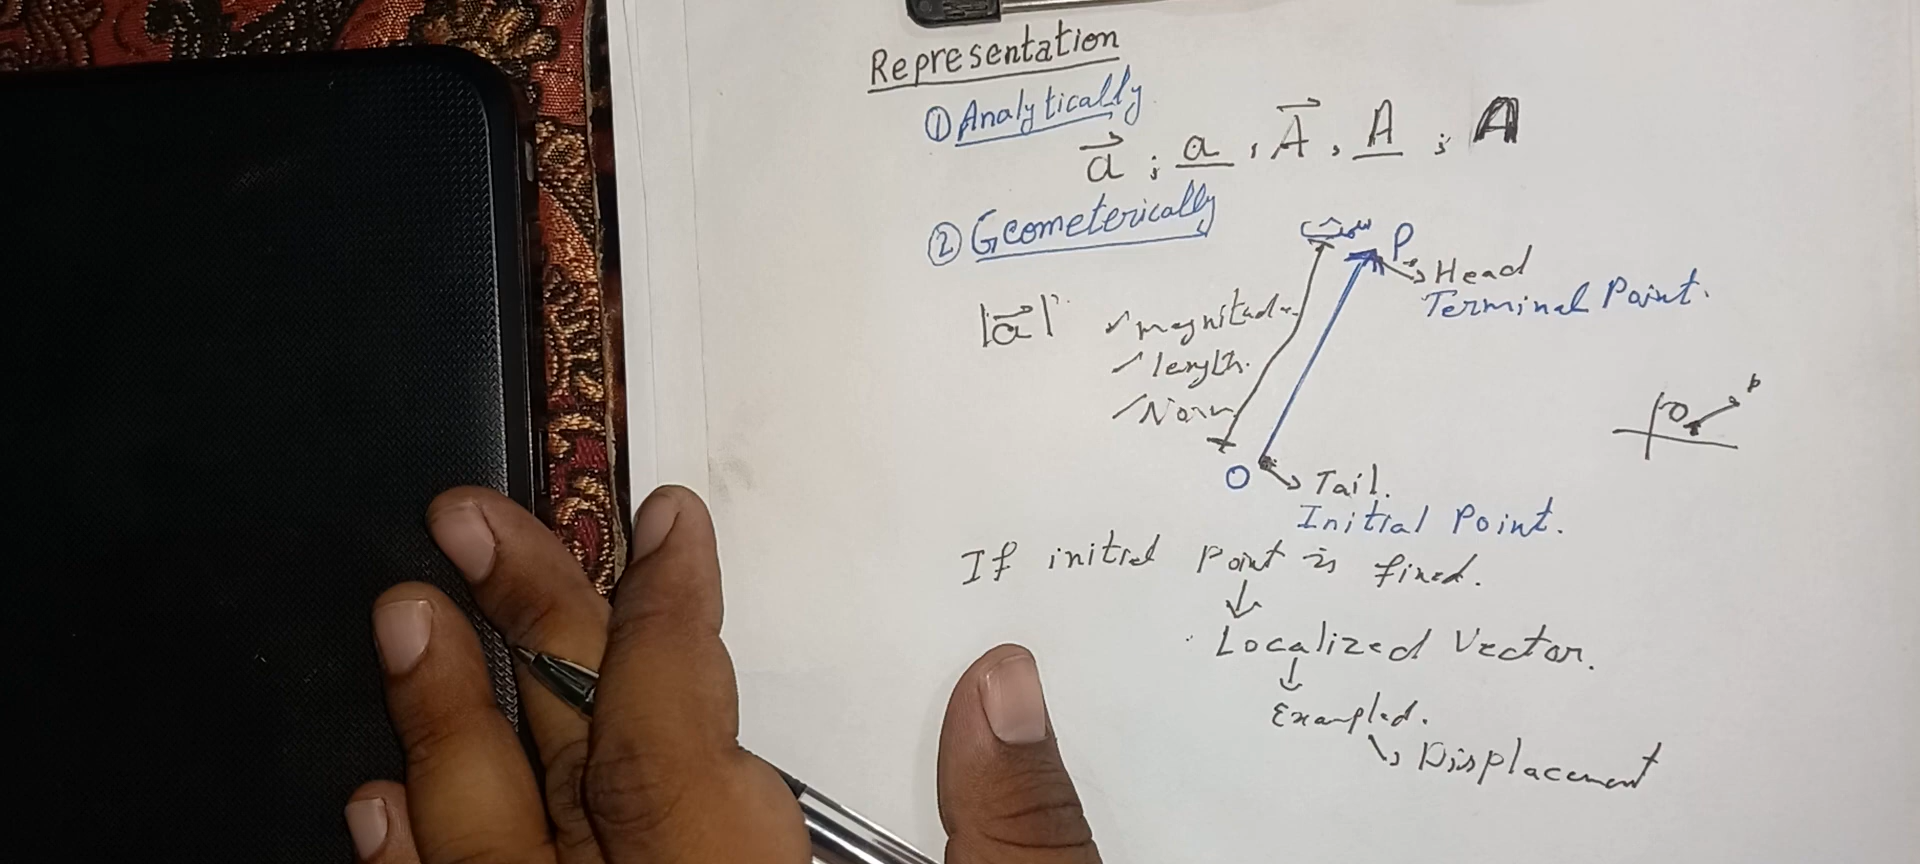 Representation
① Analytically
a⃗ ; a̲ , A⃗ , A̲ ; A
② Geometerically
P
Head
Terminal Point.
|a⃗|
✓ magnitude
✓ length.
✓ Norm
O
Tail.
Initial Point.
O P
If initial Point is fixed.
↓
Localized Vector.
↓
Displacement